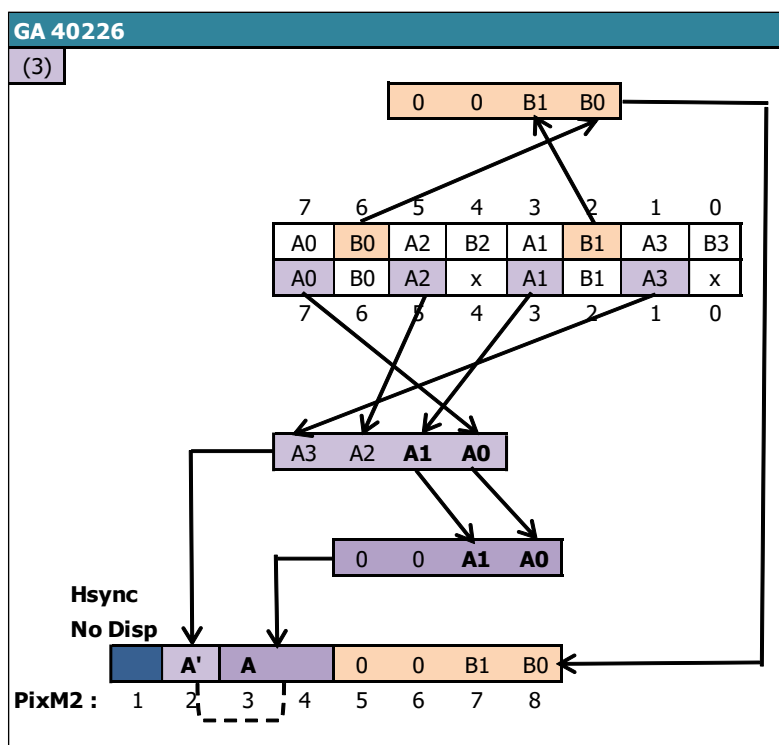 GA 40226
(3)
0 0 B1 B0
7 6 5 4 3 2 1 0
A0 B0 A2 B2 A1 B1 A3 B3
A0 B0 A2 x A1 B1 A3 x
7 6 5 4 3 2 1 0
A3 A2 A1 A0
0 0 A1 A0
Hsync
No Disp
A' A 0 0 B1 B0
PixM2 : 1 2 3 4 5 6 7 8